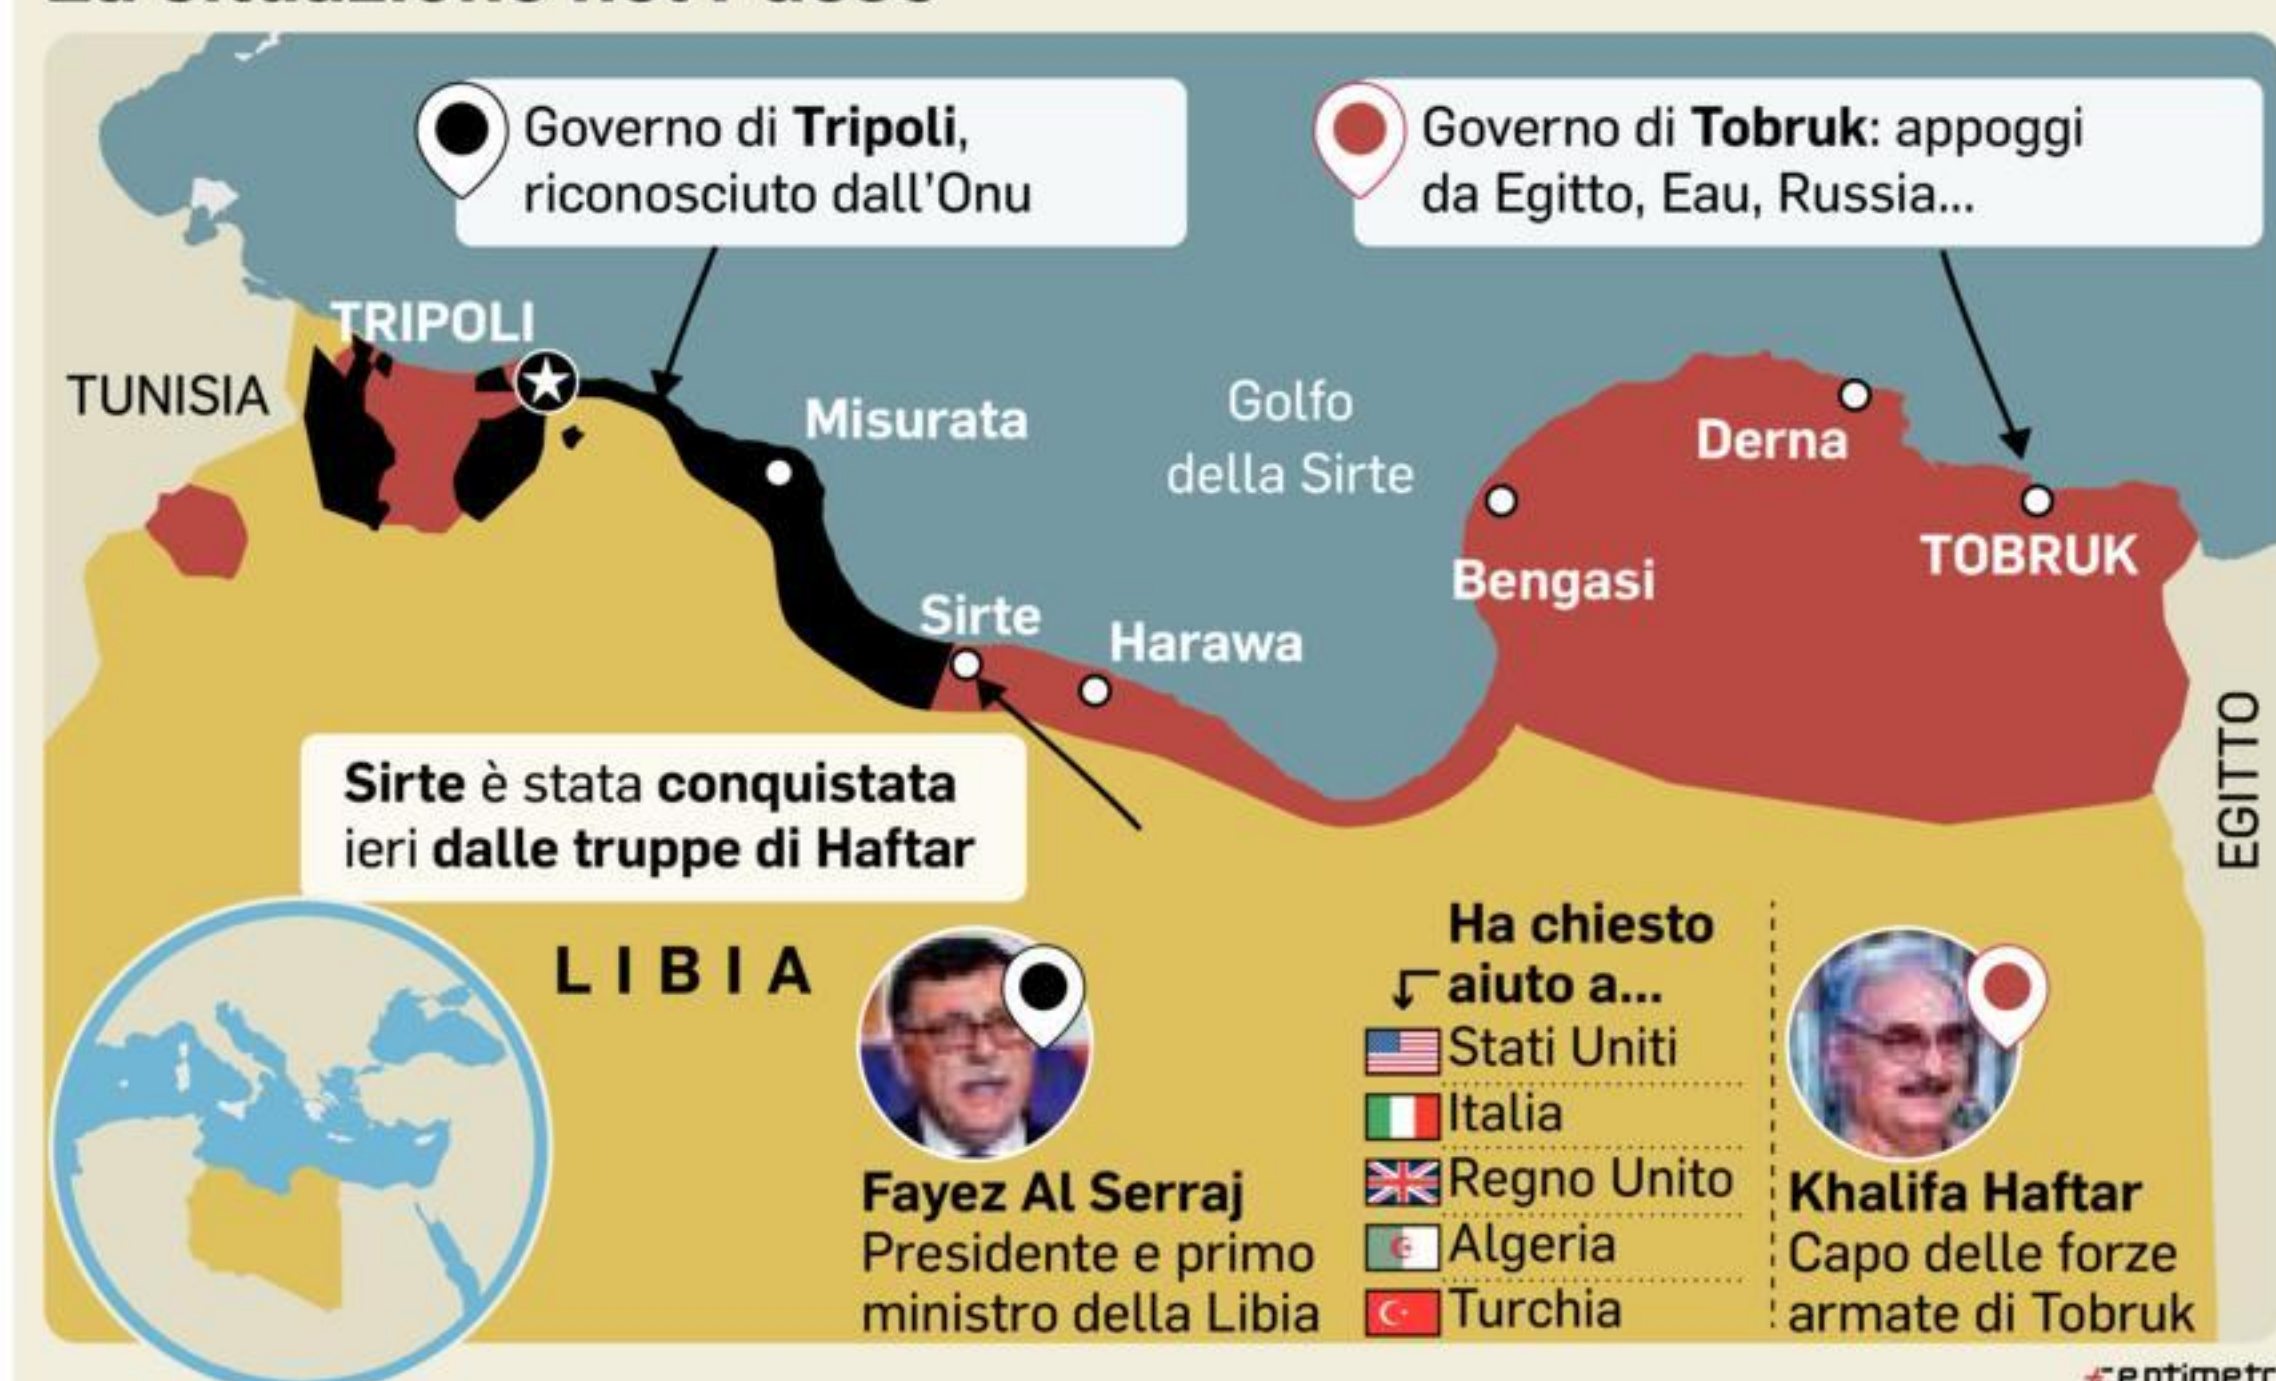 Governo di Tripoli,
riconosciuto dall'Onu
Governo di Tobruk: appoggi
da Egitto, Eau, Russia...
TRIPOLI
TUNISIA
Misurata
Golfo
della Sirte
Derna
TOBRUK
Bengasi
Sirte
Harawa
EGITTO
Sirte è stata conquistata
ieri dalle truppe di Haftar
LIBIA
Ha chiesto
aiuto a...
Stati Uniti
Italia
Regno Unito
Algeria
Turchia
Fayez Al Serraj
Presidente e primo
ministro della Libia
Khalifa Haftar
Capo delle forze
armate di Tobruk